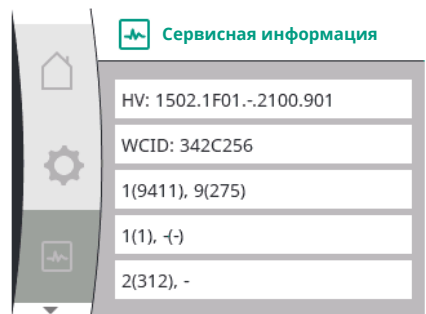 Сервисная информация
HV: 1502.1F01.-.2100.901
WCID: 342C256
1(9411), 9(275)
1(1), -(-)
2(312), -